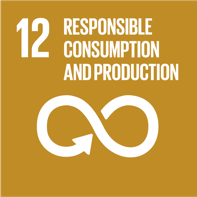 12 RESPONSIBLE
CONSUMPTION
AND PRODUCTION